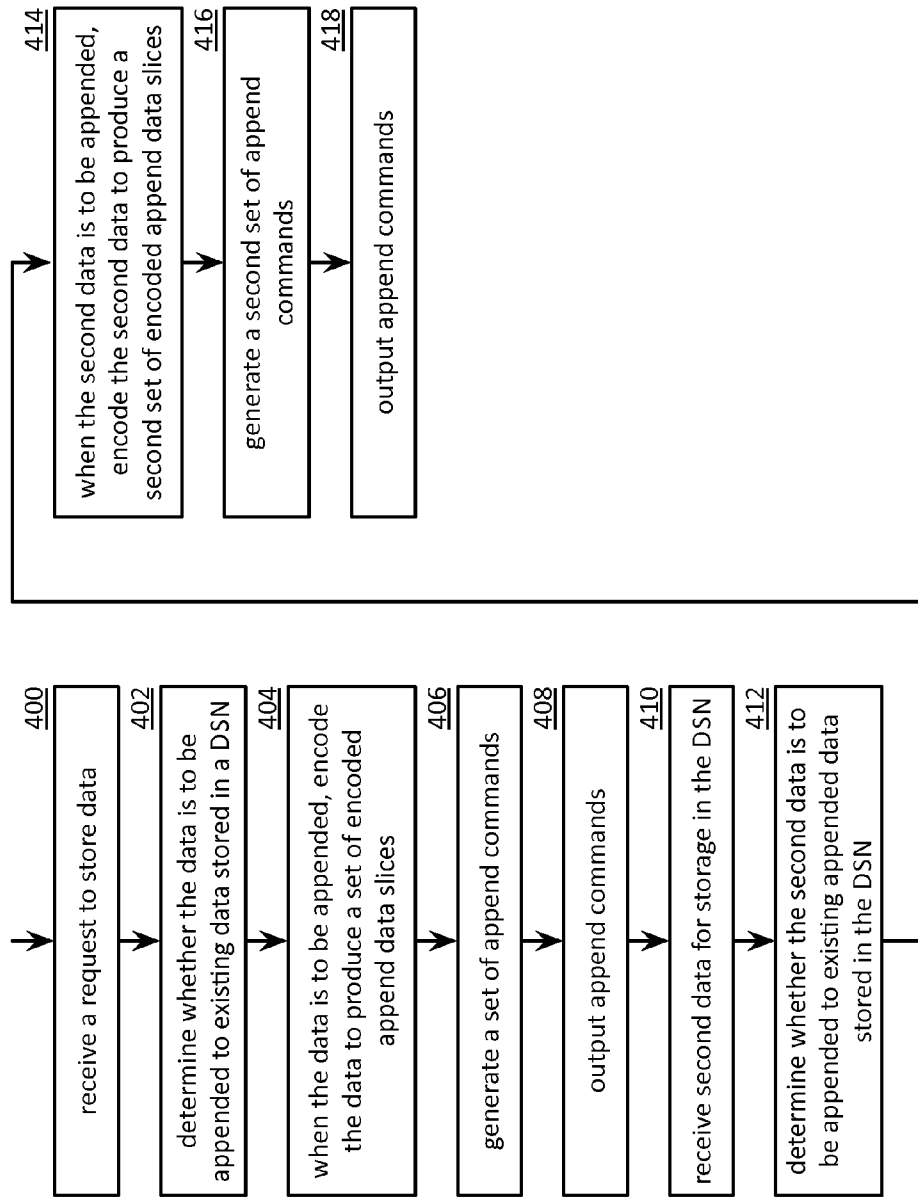 400
receive a request to store data
402
determine whether the data is to be
appended to existing data stored in a DSN
404
when the data is to be appended, encode
the data to produce a set of encoded
append data slices
406
generate a set of append commands
408
output append commands
410
receive second data for storage in the DSN
412
determine whether the second data is to
be appended to existing appended data
stored in the DSN
414
when the second data is to be appended,
encode the second data to produce a
second set of encoded append data slices
416
generate a second set of append
commands
418
output append commands